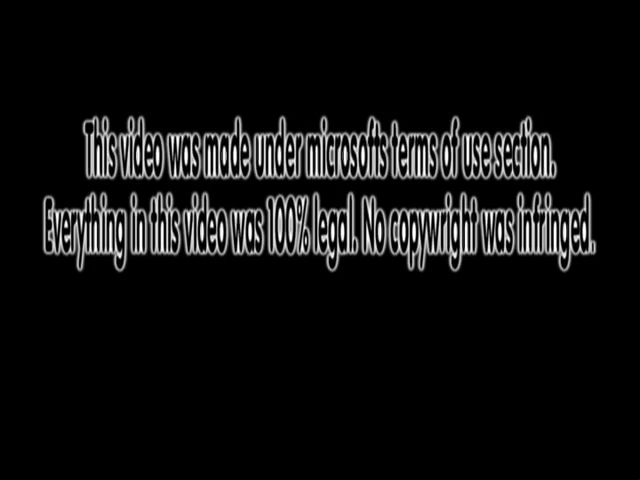 This video was made under microsofts terms of use section.
Everything in this video was 100% legal. No copywright was infringed.